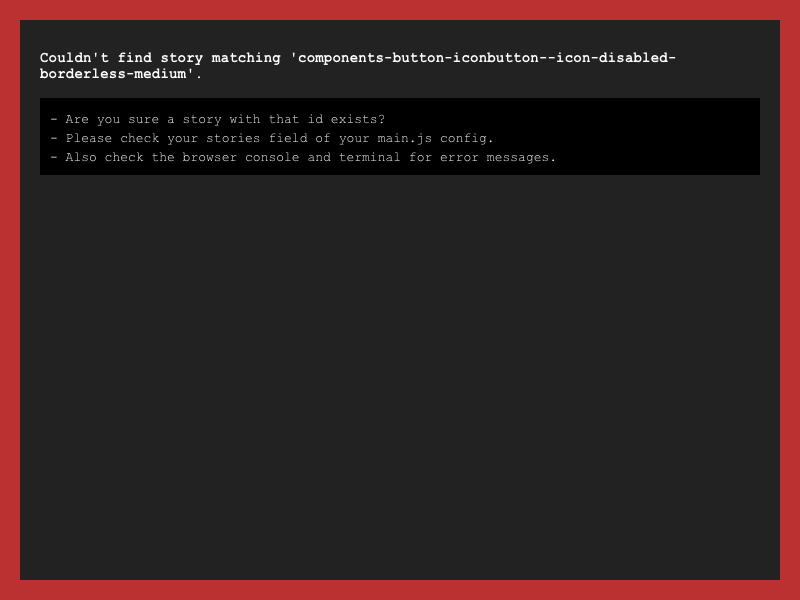 Couldn't find story matching 'components-button-iconbutton--icon-disabled-
borderless-medium'.
- Are you sure a story with that id exists?
- Please check your stories field of your main.js config.
- Also check the browser console and terminal for error messages.